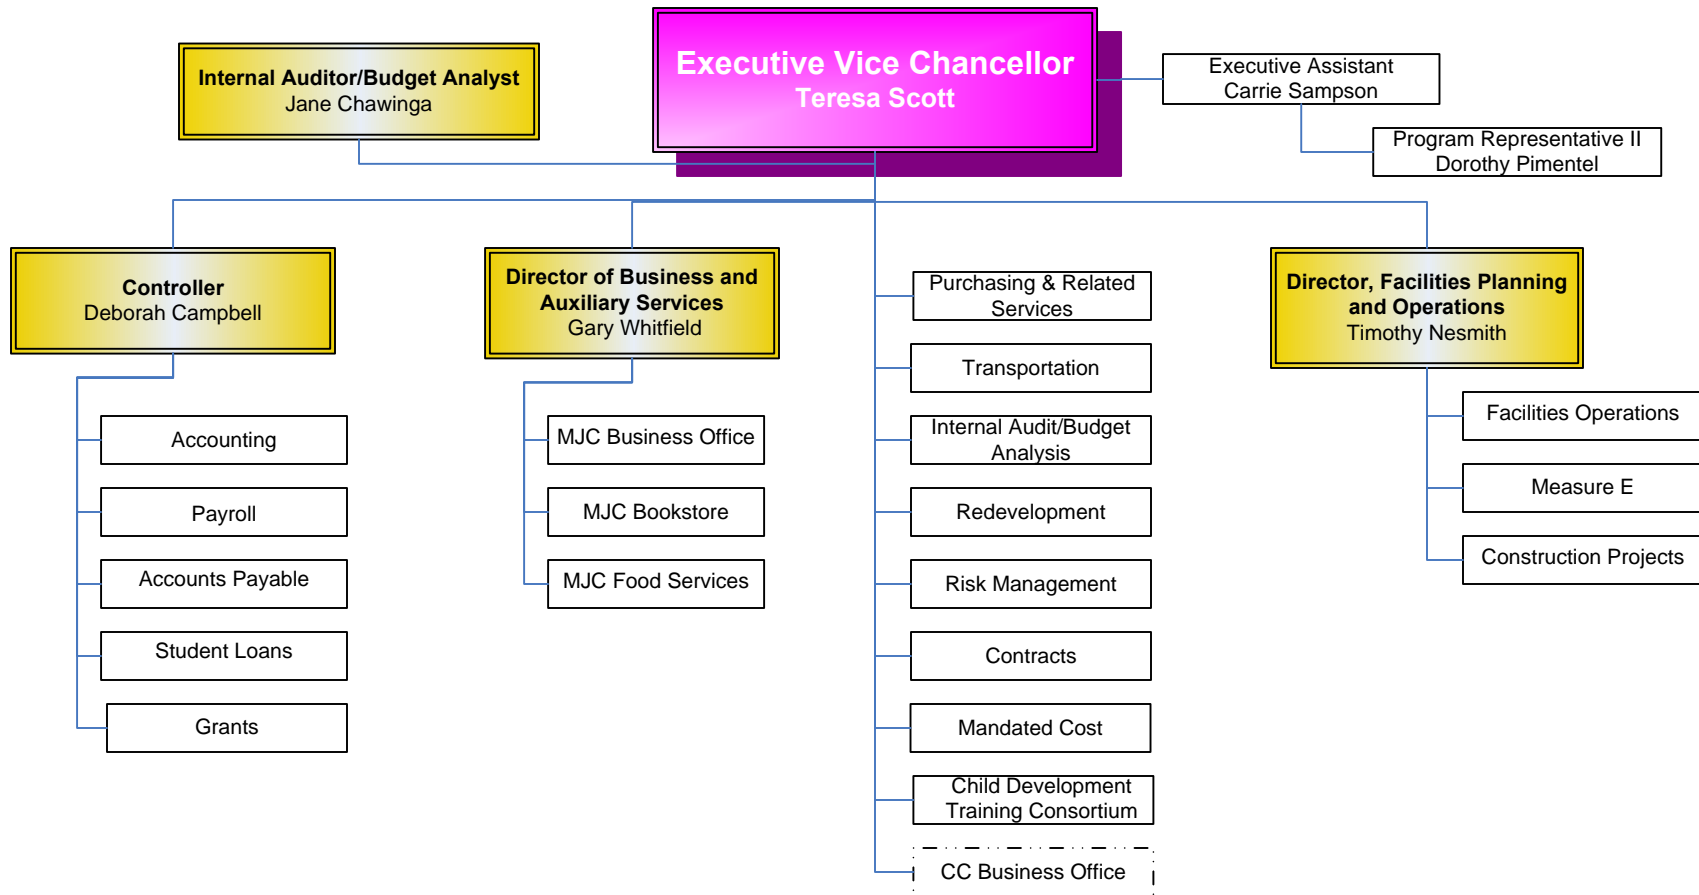 Internal Auditor/Budget Analyst
Jane Chawinga
Executive Vice Chancellor
Teresa Scott
Executive Assistant
Carrie Sampson
Program Representative II
Dorothy Pimentel
Controller
Deborah Campbell
Accounting
Payroll
Accounts Payable
Student Loans
Grants
Director of Business and
Auxiliary Services
Gary Whitfield
MJC Business Office
MJC Bookstore
MJC Food Services
Purchasing & Related
Services
Transportation
Internal Audit/Budget
Analysis
Redevelopment
Risk Management
Contracts
Mandated Cost
Child Development
Training Consortium
CC Business Office
Director, Facilities Planning
and Operations
Timothy Nesmith
Facilities Operations
Measure E
Construction Projects